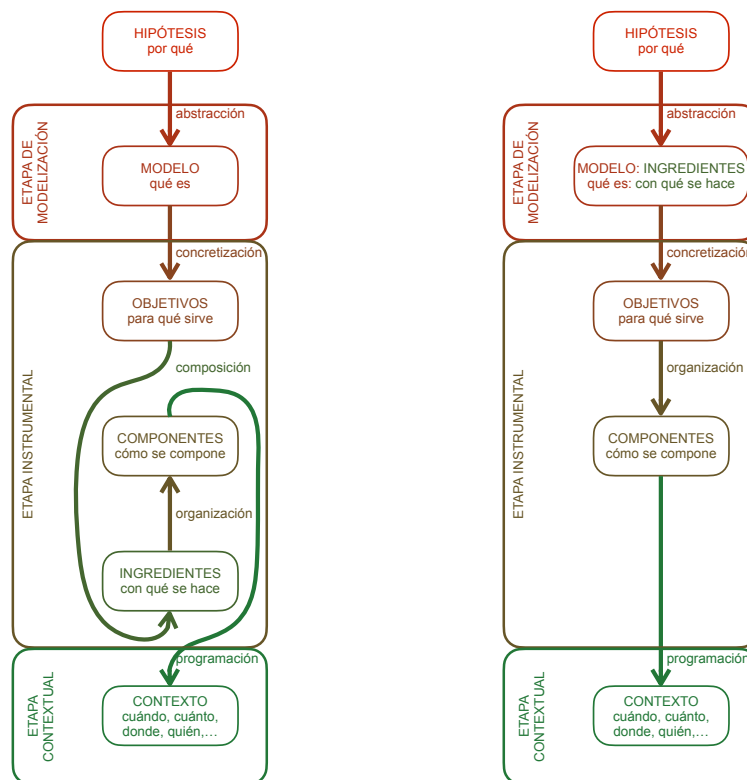 HIPÓTESIS
por qué
abstracción
ETAPA DE
MODELIZACIÓN
MODELO
qué es
concretización
OBJETIVOS
para qué sirve
composición
ETAPA INSTRUMENTAL
COMPONENTES
cómo se compone
organización
INGREDIENTES
con qué se hace
programación
ETAPA
CONTEXTUAL
CONTEXTO
cuándo, cuánto,
donde, quién,…
HIPÓTESIS
por qué
abstracción
ETAPA DE
MODELIZACIÓN
MODELO: INGREDIENTES
qué es: con qué se hace
concretización
OBJETIVOS
para qué sirve
organización
ETAPA INSTRUMENTAL
COMPONENTES
cómo se compone
programación
ETAPA
CONTEXTUAL
CONTEXTO
cuándo, cuánto,
donde, quién,…